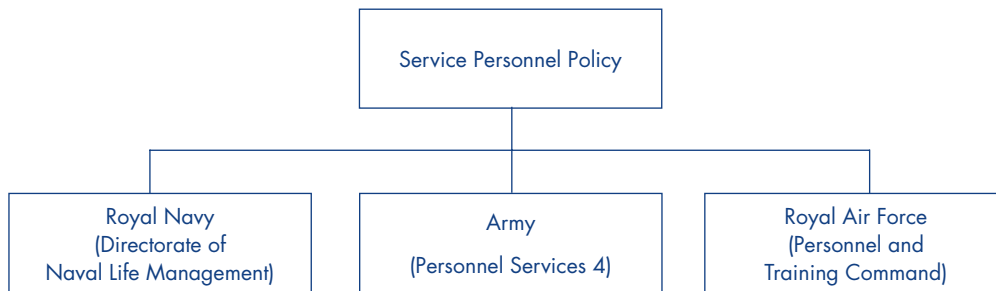 Service Personnel Policy
Royal Navy
(Directorate of
Naval Life Management)
Army
(Personnel Services 4)
Royal Air Force
(Personnel and
Training Command)